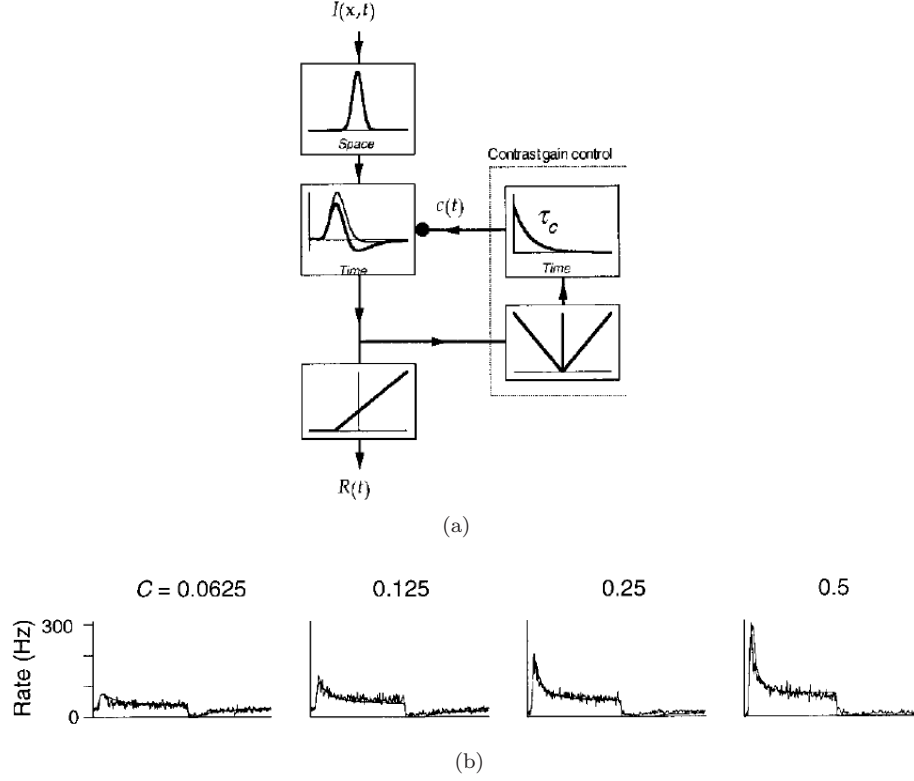 I(x,t)
Space
Contrast gain control
c(t)
τc
Time
Time
R(t)
(a)
C = 0.0625 0.125 0.25 0.5
Rate (Hz)
300
0
(b)